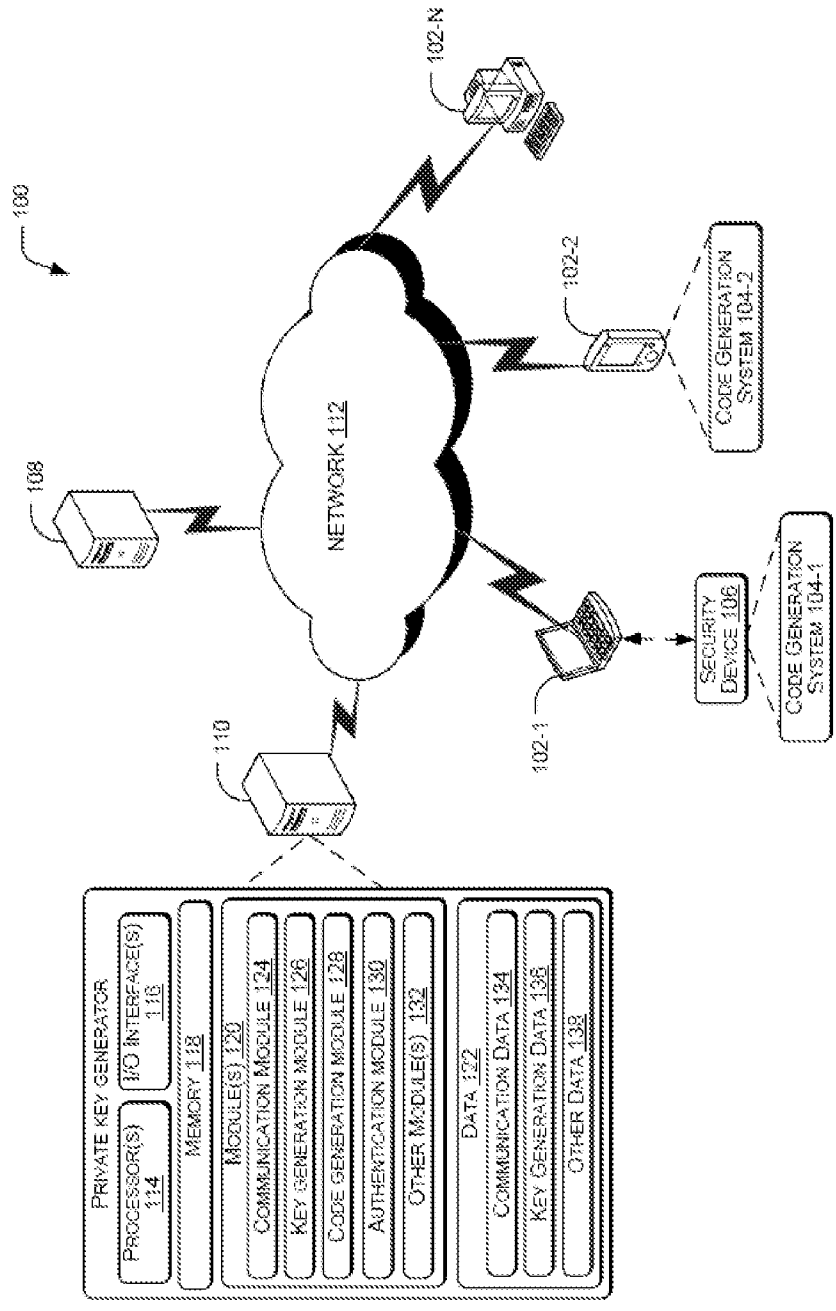 100
108
110
PRIVATE KEY GENERATOR
PROCESSOR(S)
114
I/O INTERFACE(S)
116
MEMORY 118
MODULE(S) 120
COMMUNICATION MODULE 124
KEY GENERATION MODULE 126
CODE GENERATION MODULE 128
AUTHENTICATION MODULE 130
OTHER MODULE(S) 132
DATA 122
COMMUNICATION DATA 134
KEY GENERATION DATA 136
OTHER DATA 138
NETWORK 112
102-1
102-2
102-N
SECURITY
DEVICE 106
CODE GENERATION
SYSTEM 104-1
CODE GENERATION
SYSTEM 104-2